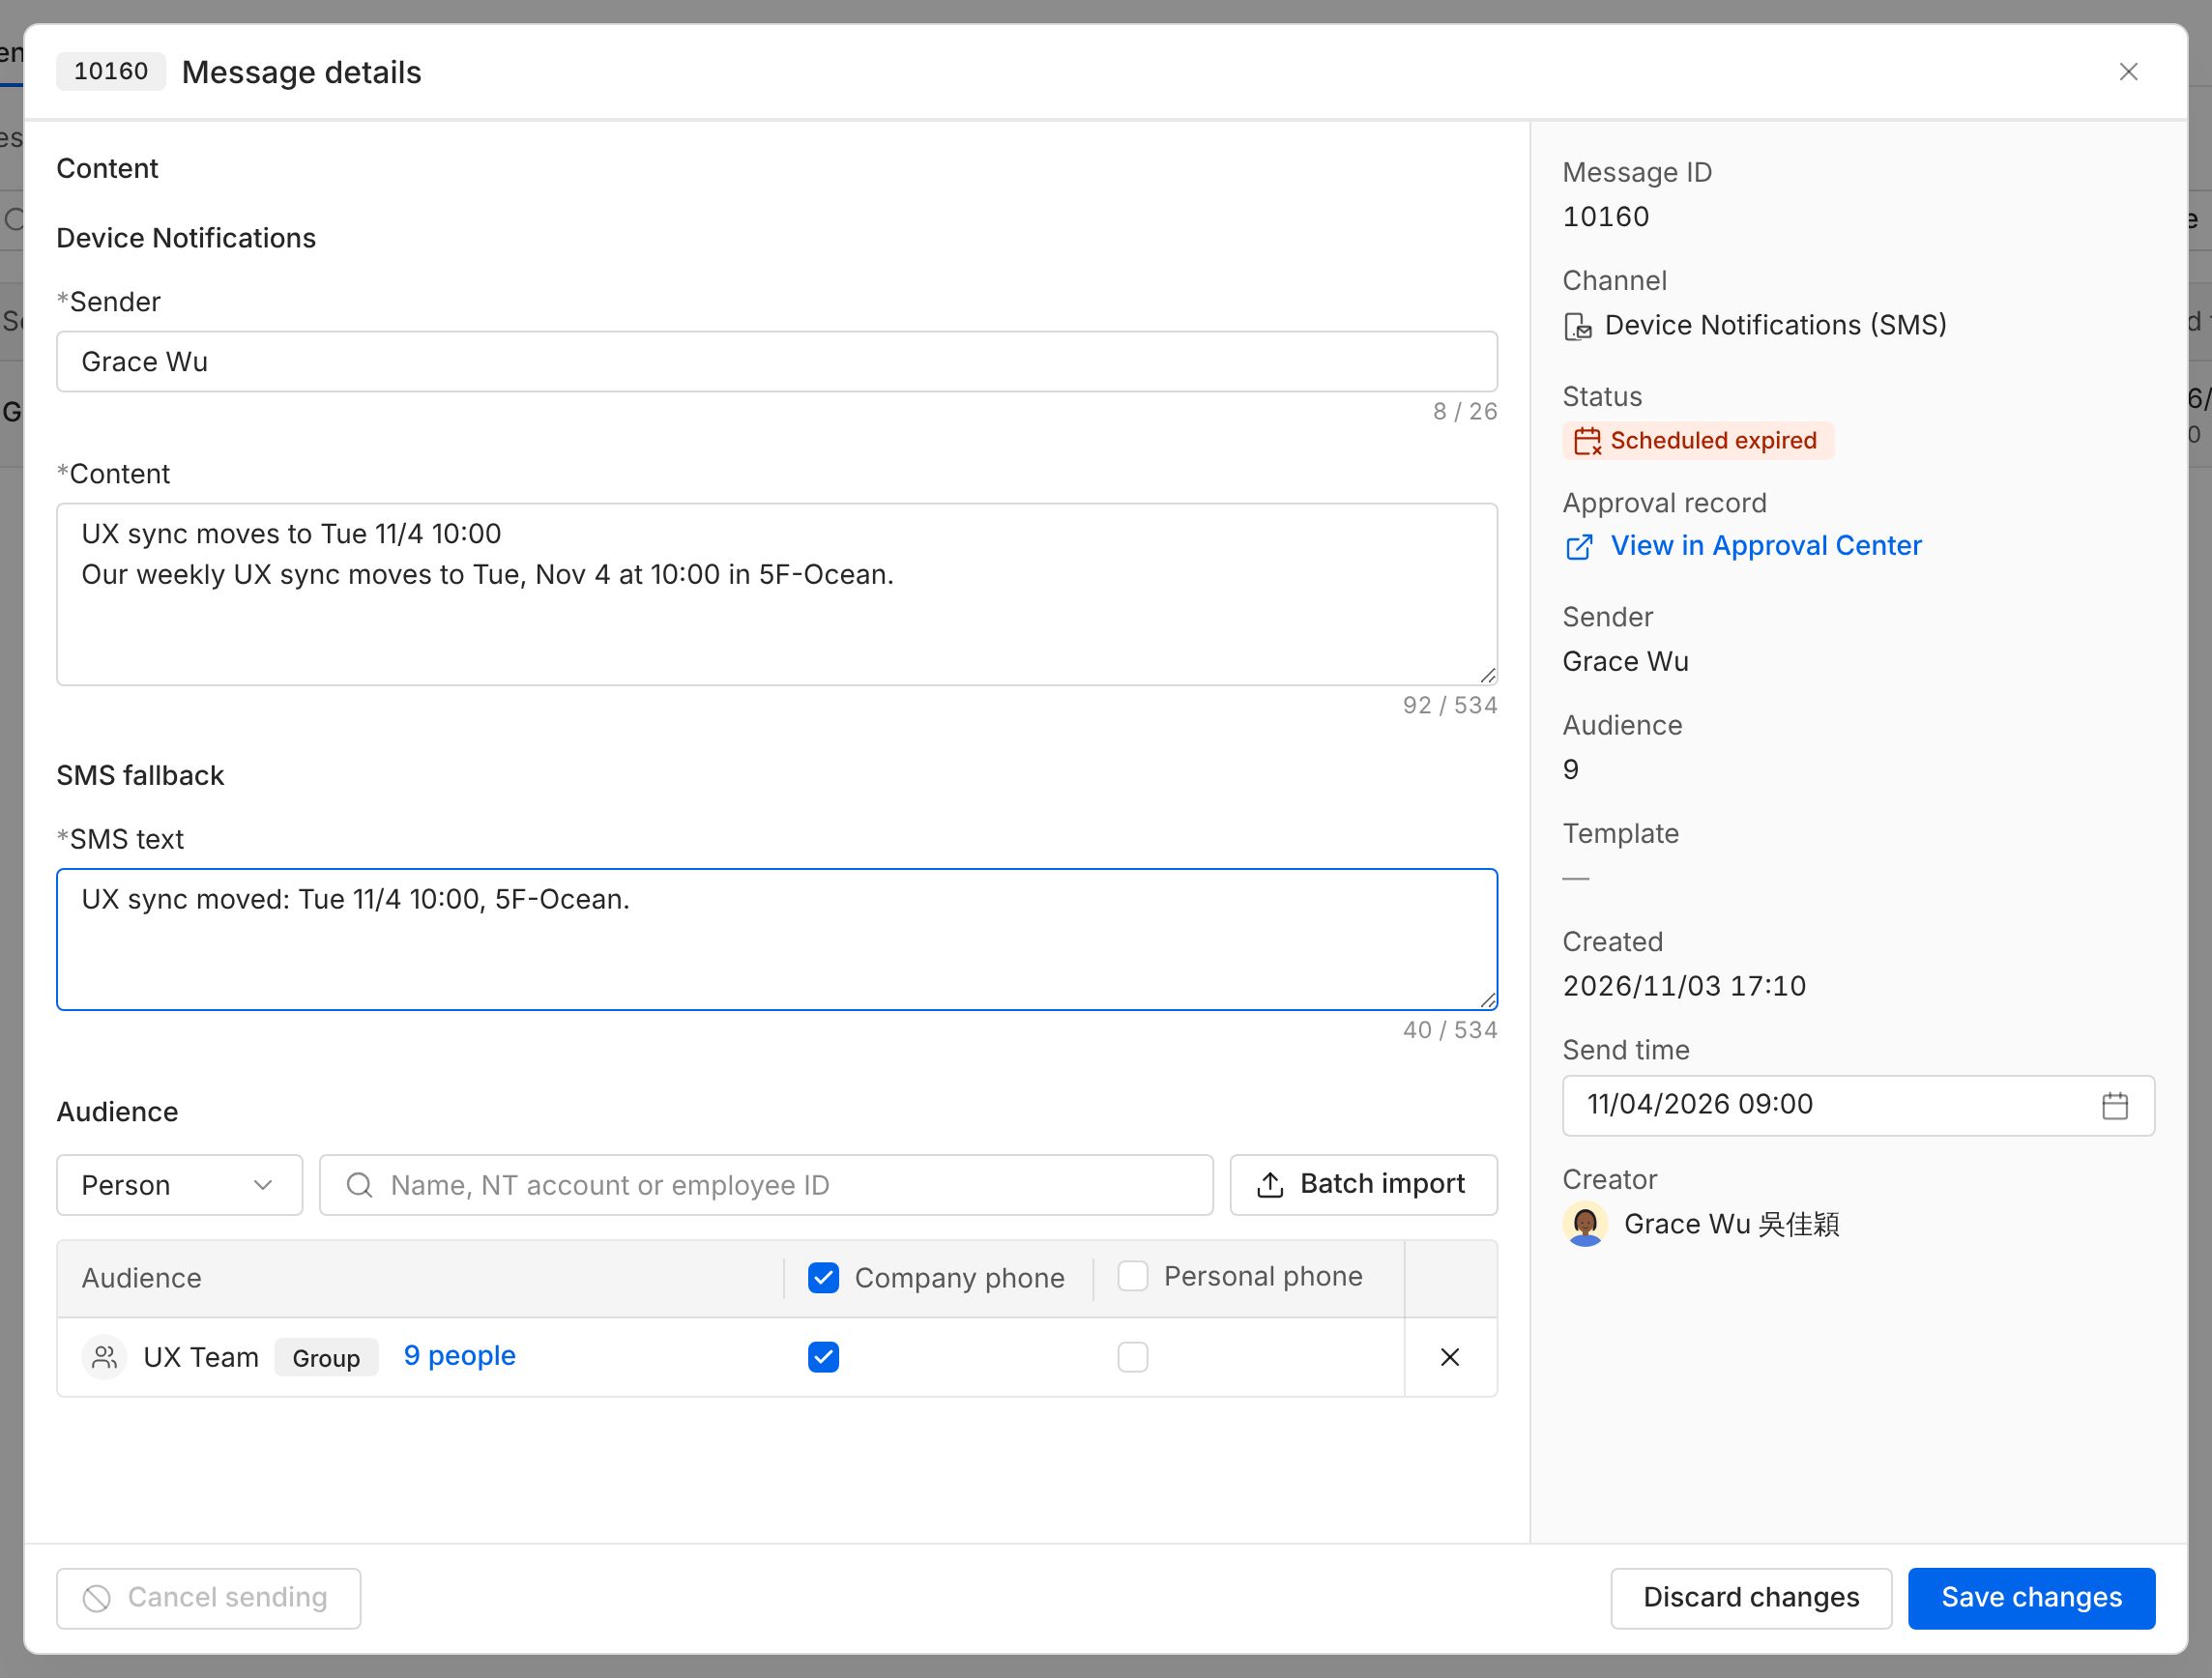 10160 Message details
Content
Device Notifications
*Sender
Grace Wu
8 / 26
*Content
UX sync moves to Tue 11/4 10:00
Our weekly UX sync moves to Tue, Nov 4 at 10:00 in 5F-Ocean.
92 / 534
SMS fallback
*SMS text
UX sync moved: Tue 11/4 10:00, 5F-Ocean.
40 / 534
Audience
Person
Name, NT account or employee ID
Batch import
Audience Company phone Personal phone
UX Team Group 9 people
Message ID
10160
Channel
Device Notifications (SMS)
Status
Scheduled expired
Approval record
View in Approval Center
Sender
Grace Wu
Audience
9
Template
—
Created
2026/11/03 17:10
Send time
11/04/2026 09:00
Creator
Grace Wu 吳佳穎
Cancel sending
Discard changes
Save changes